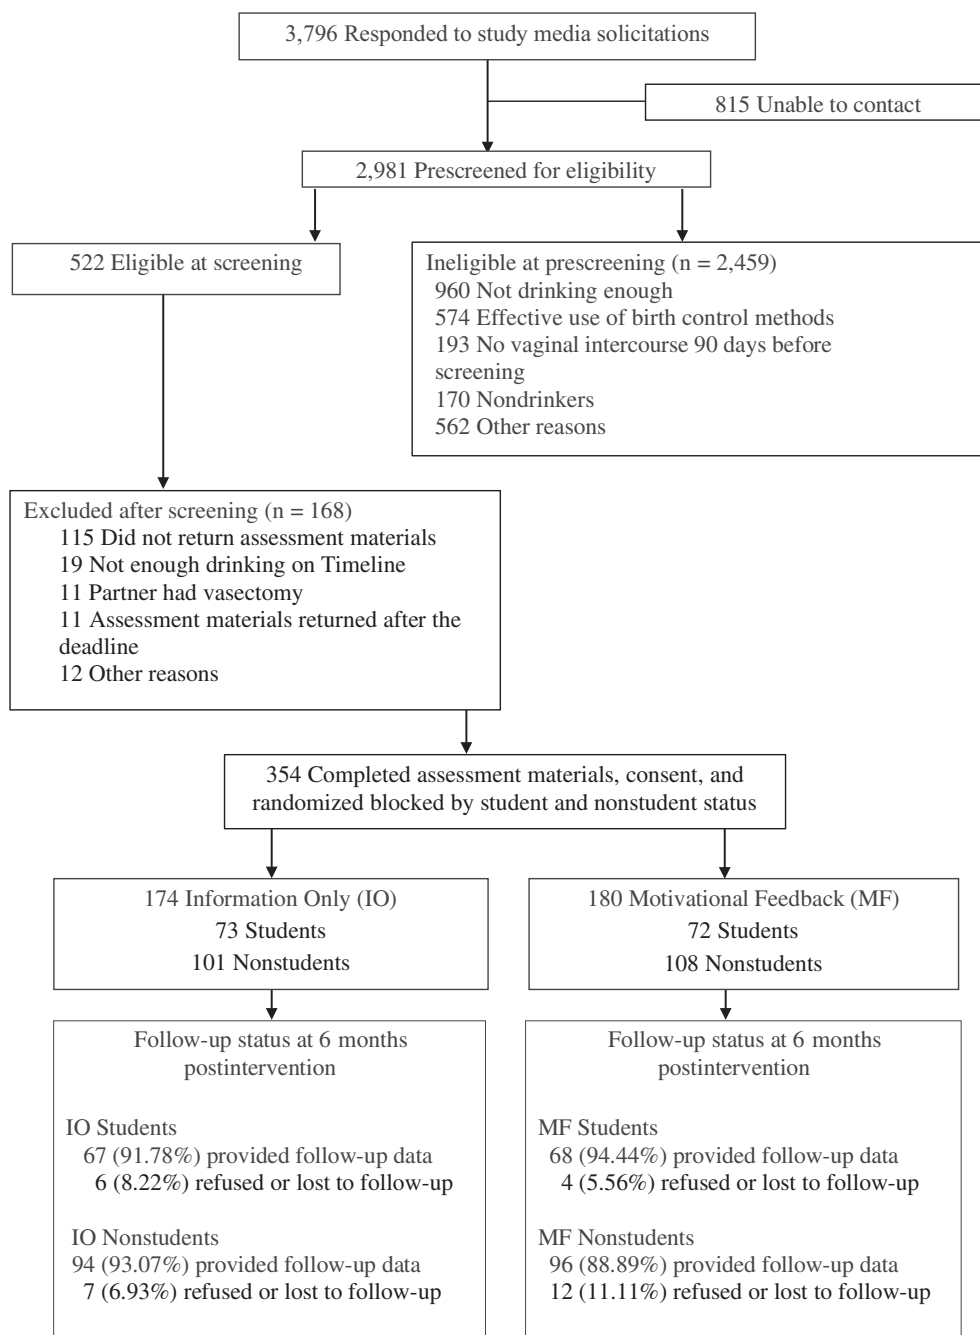 3,796 Responded to study media solicitations
815 Unable to contact
2,981 Prescreened for eligibility
522 Eligible at screening
Ineligible at prescreening (n = 2,459)
960 Not drinking enough
574 Effective use of birth control methods
193 No vaginal intercourse 90 days before
screening
170 Nondrinkers
562 Other reasons
Excluded after screening (n = 168)
115 Did not return assessment materials
19 Not enough drinking on Timeline
11 Partner had vasectomy
11 Assessment materials returned after the
deadline
12 Other reasons
354 Completed assessment materials, consent, and
randomized blocked by student and nonstudent status
174 Information Only (IO)
73 Students
101 Nonstudents
180 Motivational Feedback (MF)
72 Students
108 Nonstudents
Follow-up status at 6 months
postintervention
IO Students
67 (91.78%) provided follow-up data
6 (8.22%) refused or lost to follow-up
IO Nonstudents
94 (93.07%) provided follow-up data
7 (6.93%) refused or lost to follow-up
Follow-up status at 6 months
postintervention
MF Students
68 (94.44%) provided follow-up data
4 (5.56%) refused or lost to follow-up
MF Nonstudents
96 (88.89%) provided follow-up data
12 (11.11%) refused or lost to follow-up